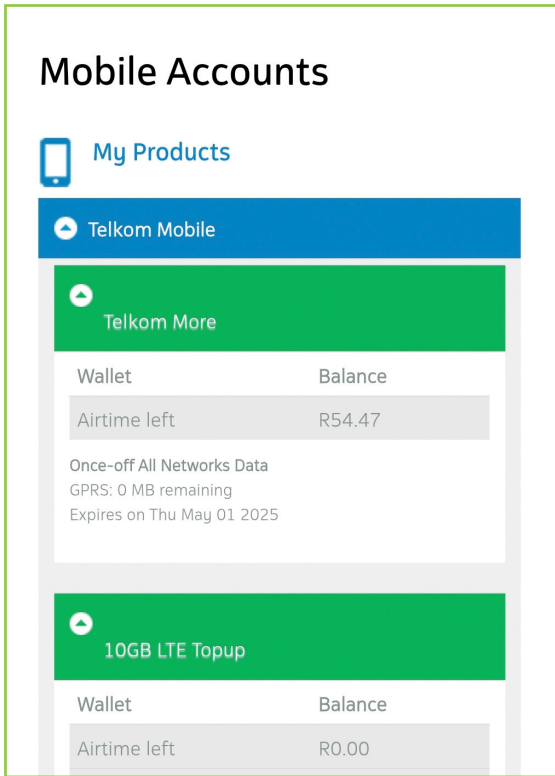 Mobile Accounts
My Products
Telkom Mobile
Telkom More
Wallet Balance
Airtime left R54.47
Once-off All Networks Data
GPRS: 0 MB remaining
Expires on Thu May 01 2025
10GB LTE Topup
Wallet Balance
Airtime left R0.00